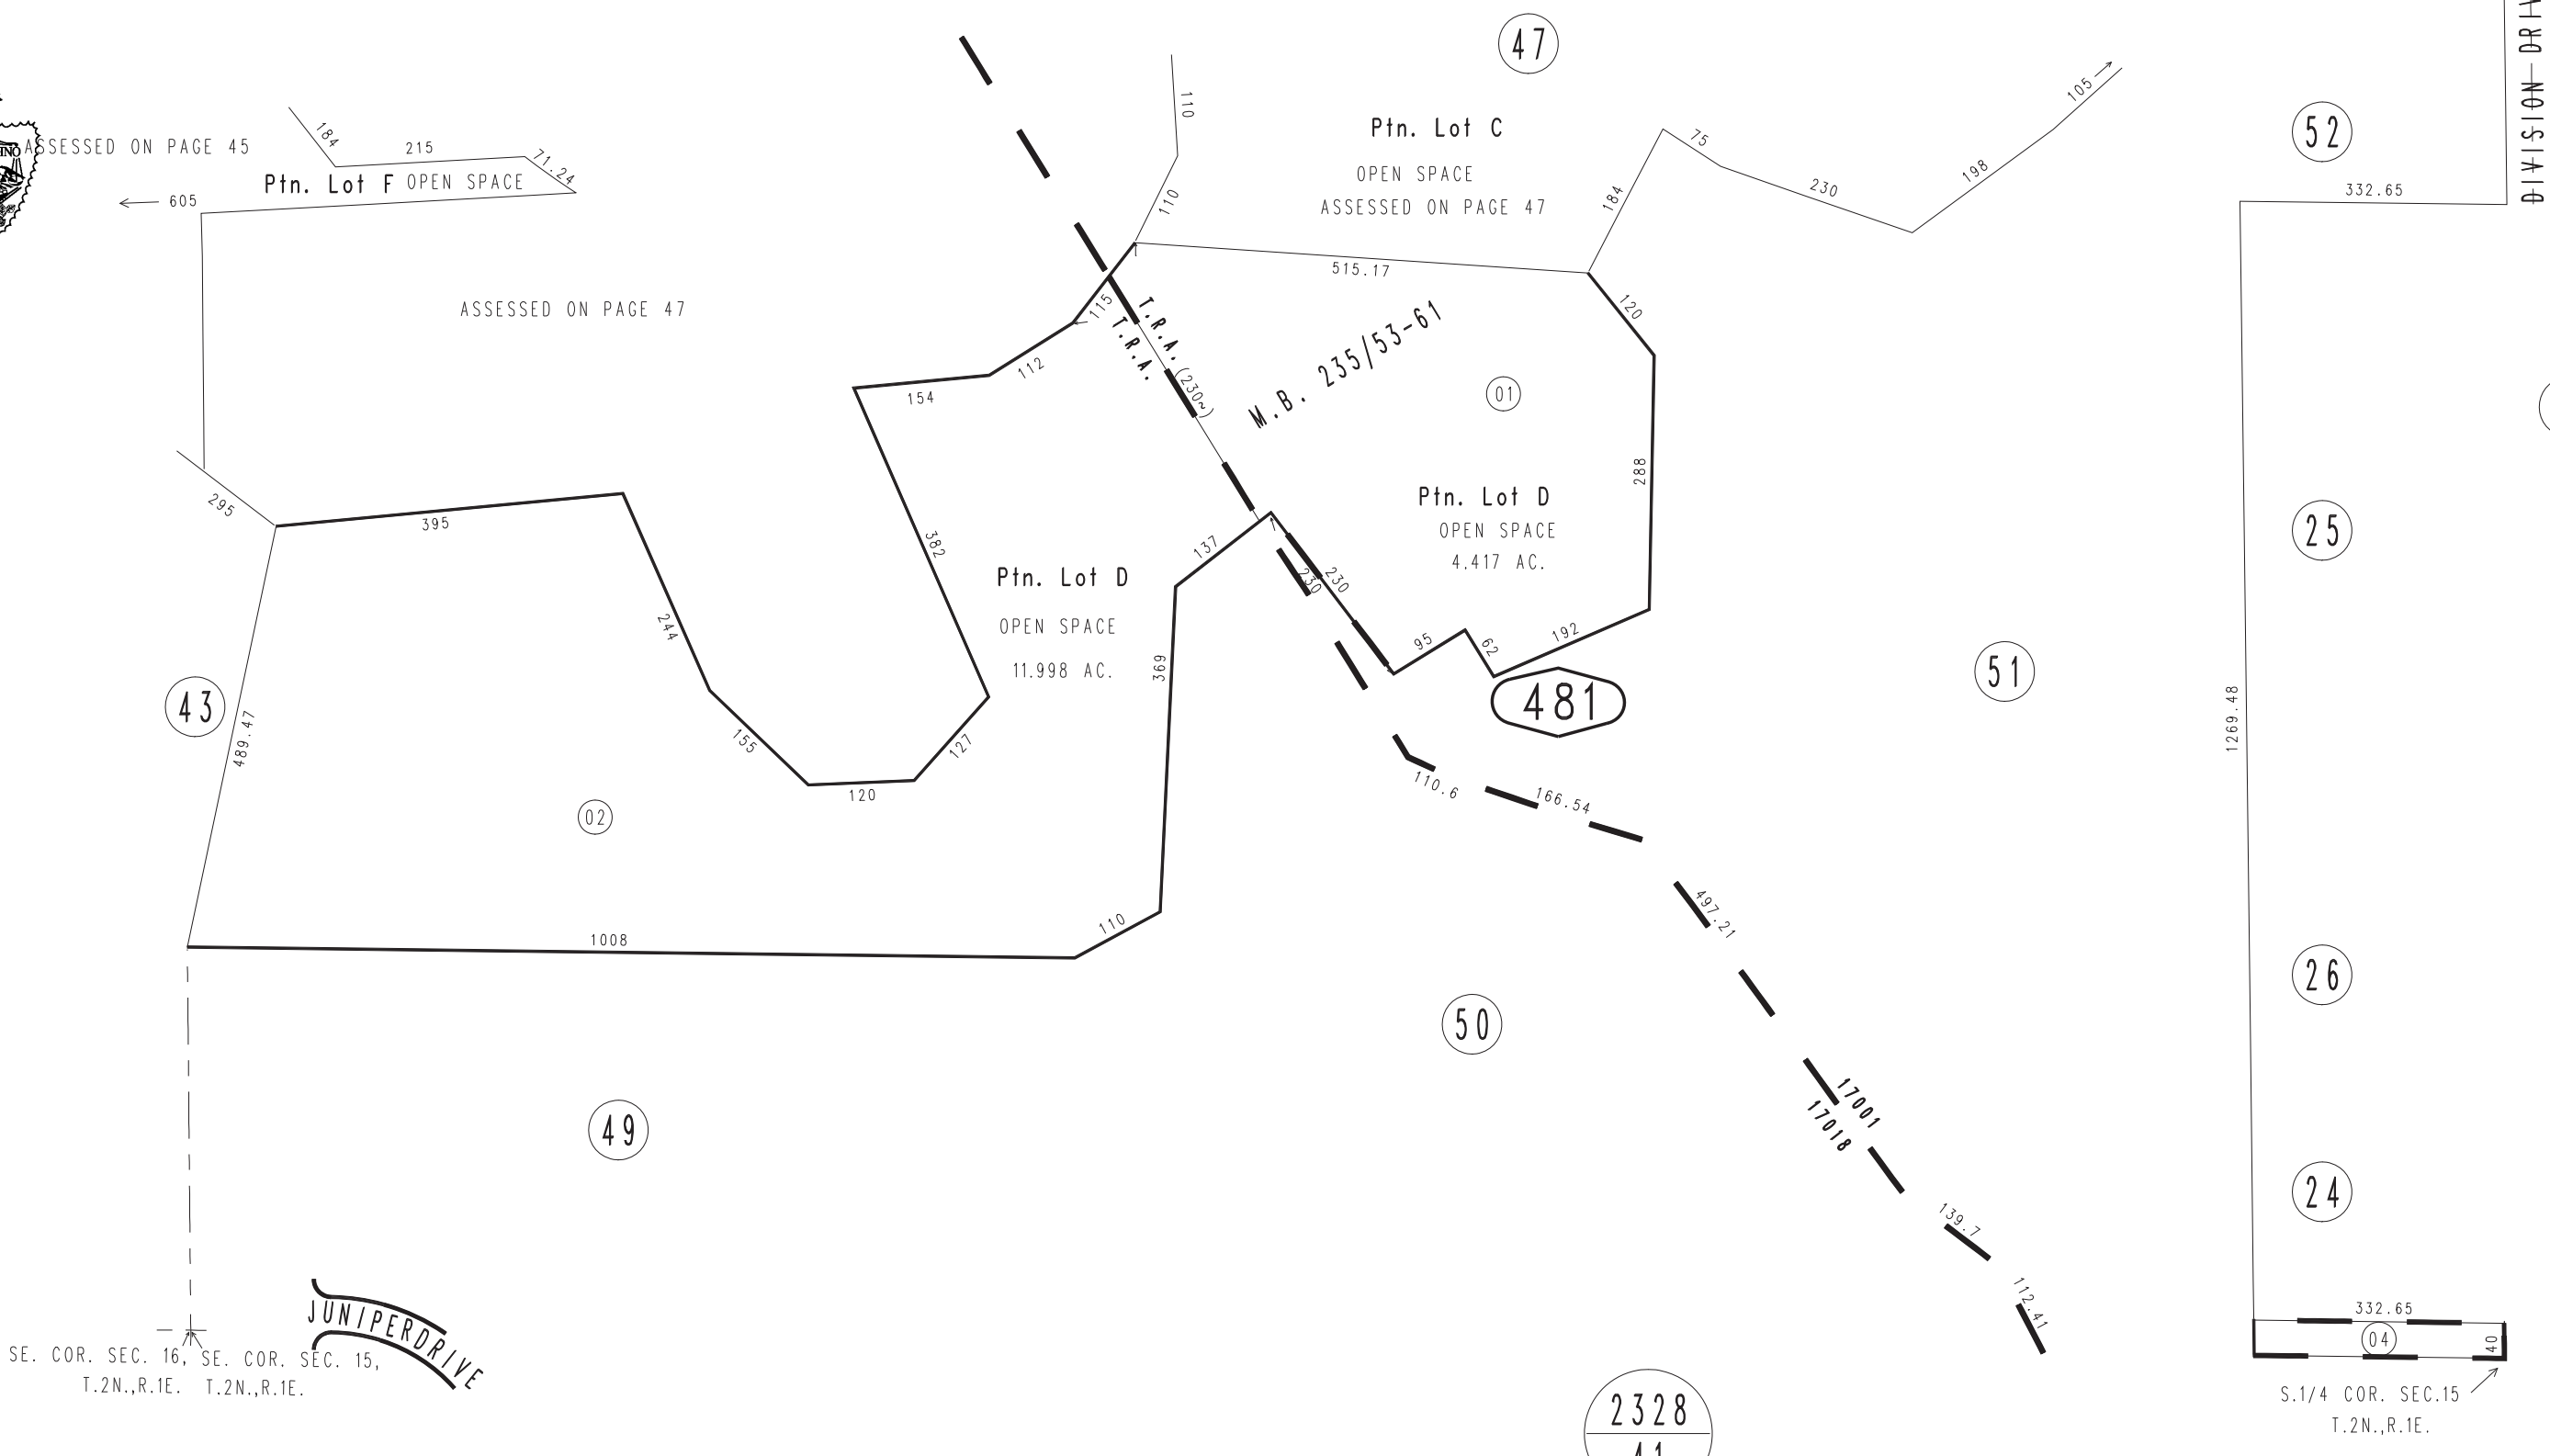 47
110
105
Ptn. Lot C
52
184
75
ASSESSED ON PAGE 45
215
71.24
OPEN SPACE
198
Ptn. Lot F OPEN SPACE
230
332.65
605
110
184
ASSESSED ON PAGE 47
DIVISION
515.17
ASSESSED ON PAGE 47
115
T.R.A.
T.R.A.
120
M.B. 235/53-61
112
(230~)
154
01
288
Ptn. Lot D
295
395
OPEN SPACE
25
382
137
4.417 AC.
Ptn. Lot D
230
230
OPEN SPACE
244
192
95
62
11.998 AC.
369
51
43
481
1269.48
489.47
155
127
110.6
120
166.54
02
497.21
110
1008
26
50
17001
17018
49
24
139.7
112.41
332.65
JUNIPER DRIVE
04
40
SE. COR. SEC. 16,
T.2N.,R.1E.
SE. COR. SEC. 15,
T.2N.,R.1E.
S.1/4 COR. SEC.15
T.2N.,R.1E.
2328